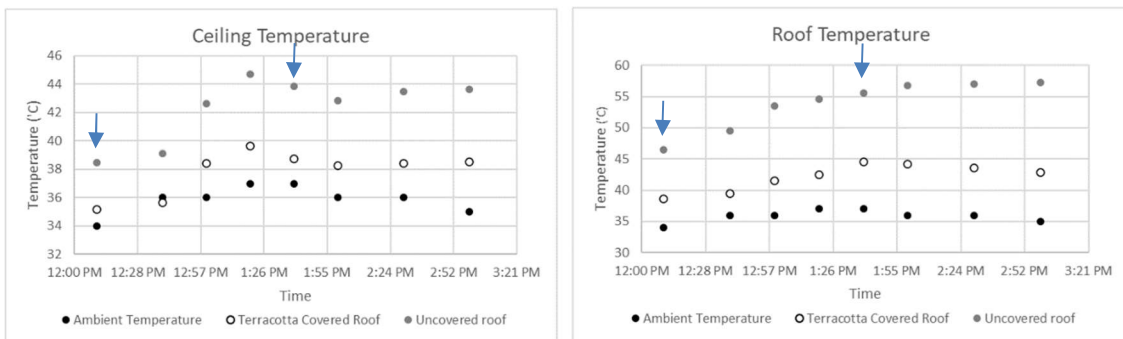 Ceiling Temperature
46
44
42
40
38
36
34
32
Temperature (°C)
12:00 PM 12:28 PM 12:57 PM 1:26 PM 1:55 PM 2:24 PM 2:52 PM 3:21 PM
Time
Ambient Temperature Terracotta Covered Roof Uncovered roof
Roof Temperature
60
55
50
45
40
35
30
Temperature (°C)
12:00 PM 12:28 PM 12:57 PM 1:26 PM 1:55 PM 2:24 PM 2:52 PM 3:21 PM
Time
Ambient Temperature Terracotta Covered Roof Uncovered roof